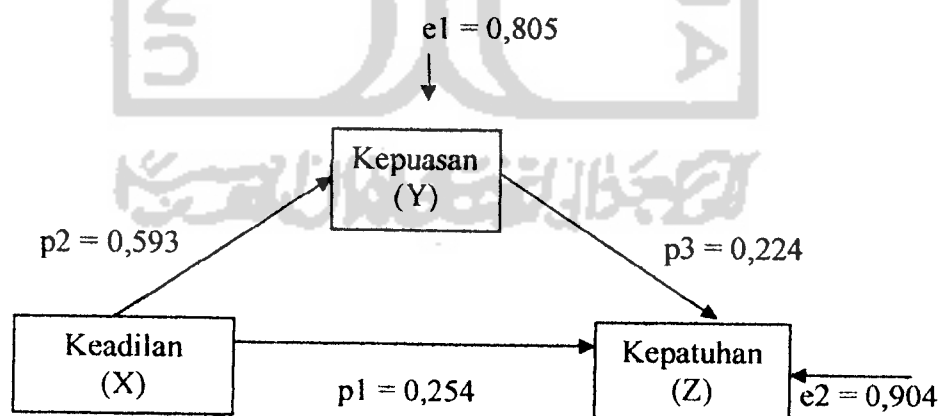 e1 = 0,805
Kepuasan
(Y)
p2 = 0,593
p3 = 0,224
Keadilan
(X)
p1 = 0,254
Kepatuhan
(Z)
e2 = 0,904